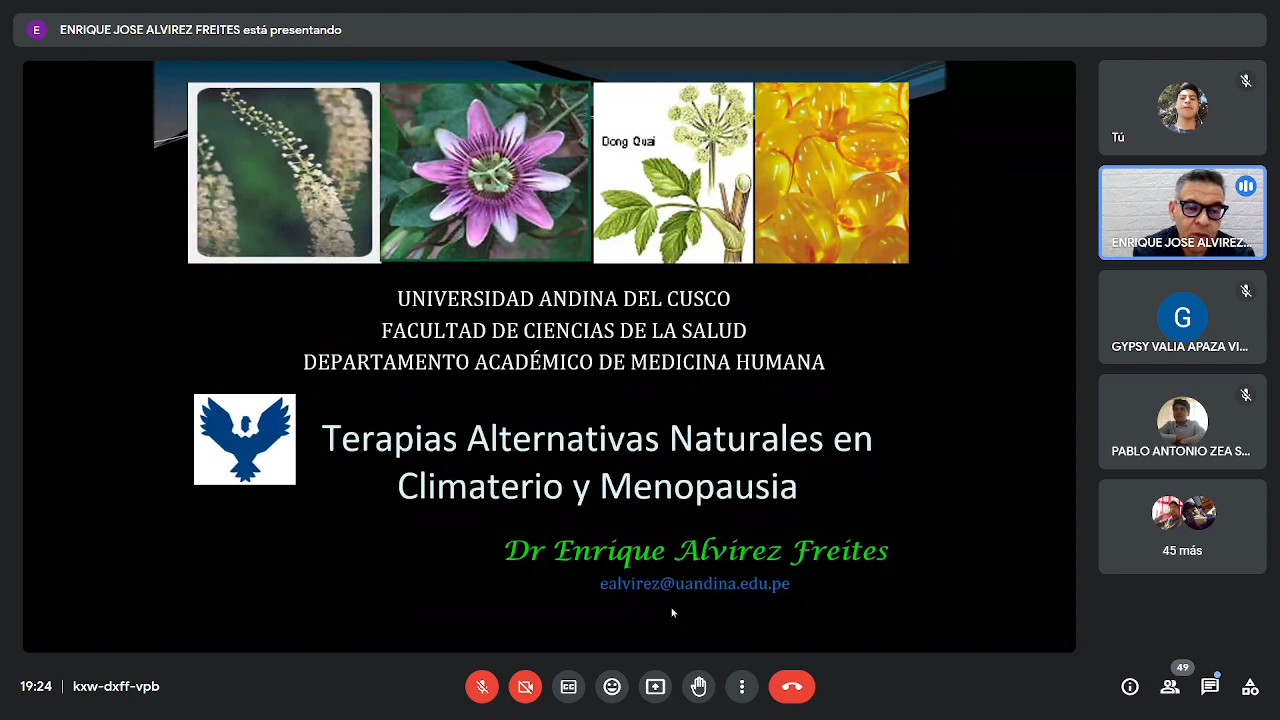 E
ENRIQUE JOSE ALVIREZ FREITES está presentando
Dong Quai
UNIVERSIDAD ANDINA DEL CUSCO
FACULTAD DE CIENCIAS DE LA SALUD
DEPARTAMENTO ACADÉMICO DE MEDICINA HUMANA
Terapias Alternativas Naturales en
Climaterio y Menopausia
Dr Enrique Alvirez Freites
ealvirez@uandina.edu.pe
Tú
ENRIQUE JOSE ALVIREZ...
G
GYPSY VALIA APAZA VI...
PABLO ANTONIO ZEA S...
45 más
19:24 | kxw-dxff-vpb
49